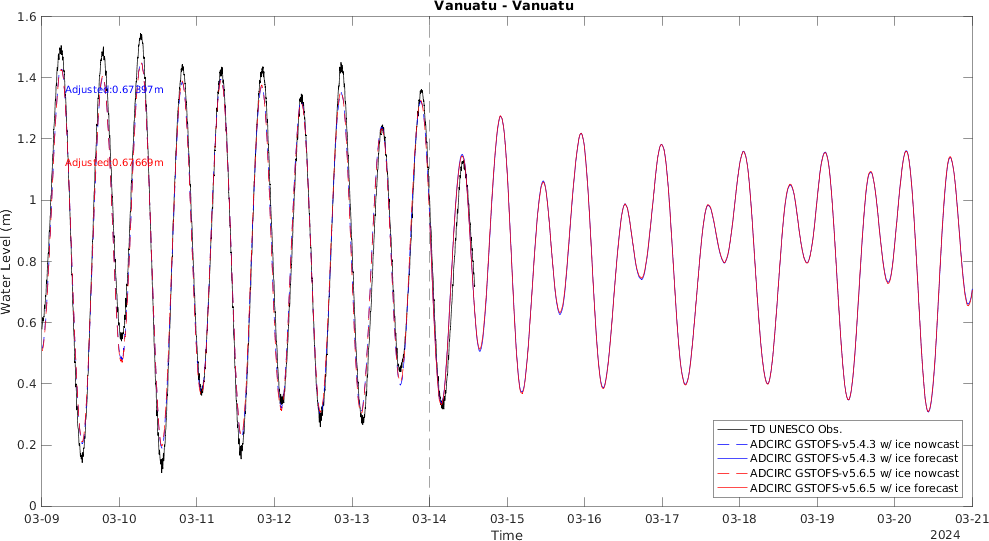 Vanuatu - Vanuatu
1.6
1.4
1.2
1
0.8
0.6
0.4
0.2
0
Water Level (m)
Adjusted:0.67397m
Adjusted:0.67669m
TD UNESCO Obs.
ADCIRC GSTOFS-v5.4.3 w/ ice nowcast
ADCIRC GSTOFS-v5.4.3 w/ ice forecast
ADCIRC GSTOFS-v5.6.5 w/ ice nowcast
ADCIRC GSTOFS-v5.6.5 w/ ice forecast
03-09 03-10 03-11 03-12 03-13 03-14 03-15 03-16 03-17 03-18 03-19 03-20 03-21
Time
2024